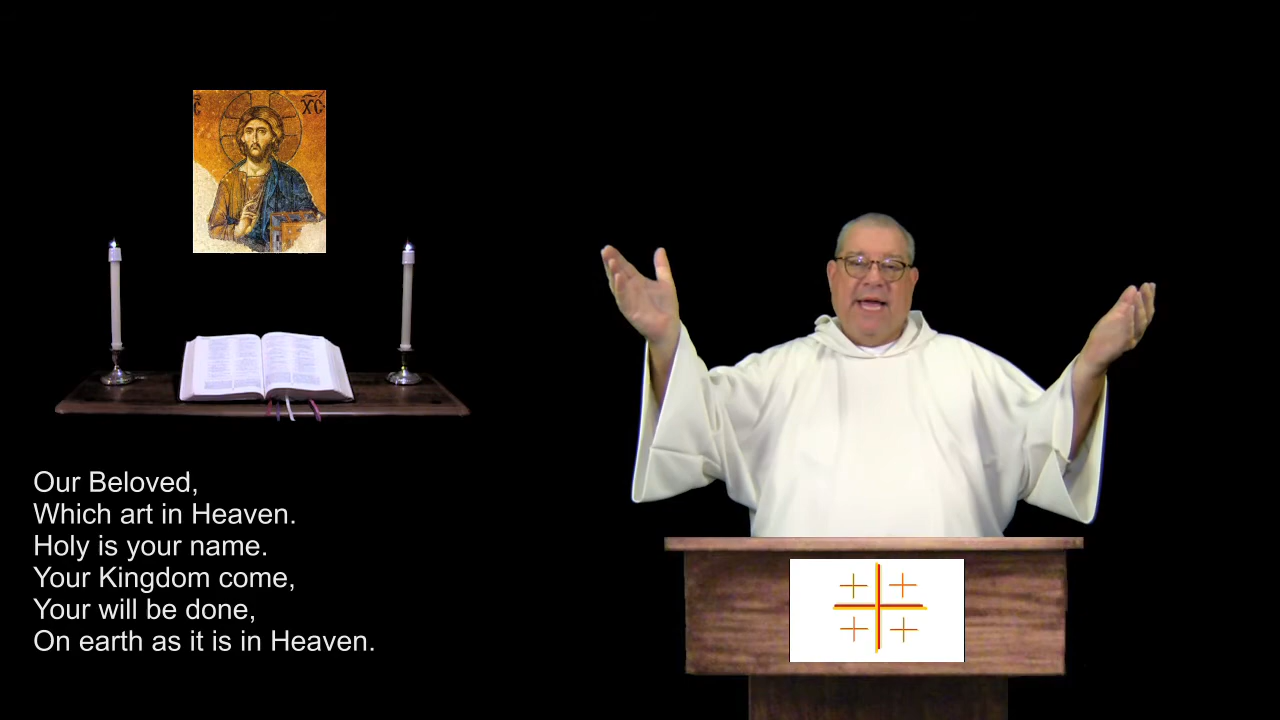 C
XC
Our Beloved,
Which art in Heaven.
Holy is your name.
Your Kingdom come,
Your will be done,
On earth as it is in Heaven.